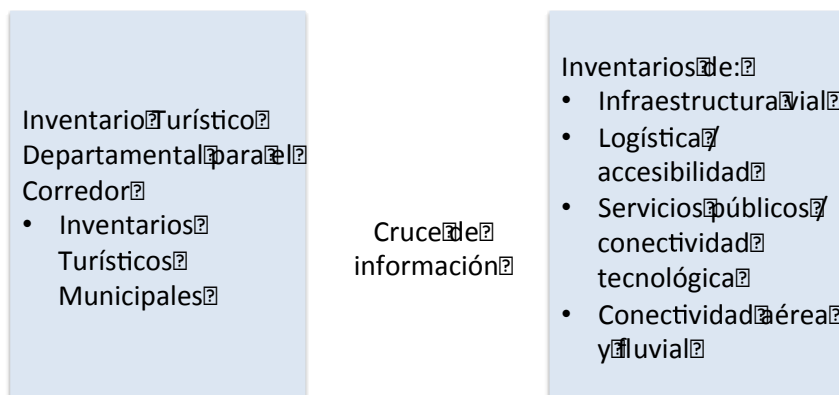 Inventario Turístico
Departamental para el
Corredor
• Inventarios
Turísticos
Municipales
Cruce de
información
Inventarios de:
• Infraestructura vial
• Logística /
accesibilidad
• Servicios públicos /
conectividad
tecnológica
• Conectividad aérea
y fluvial